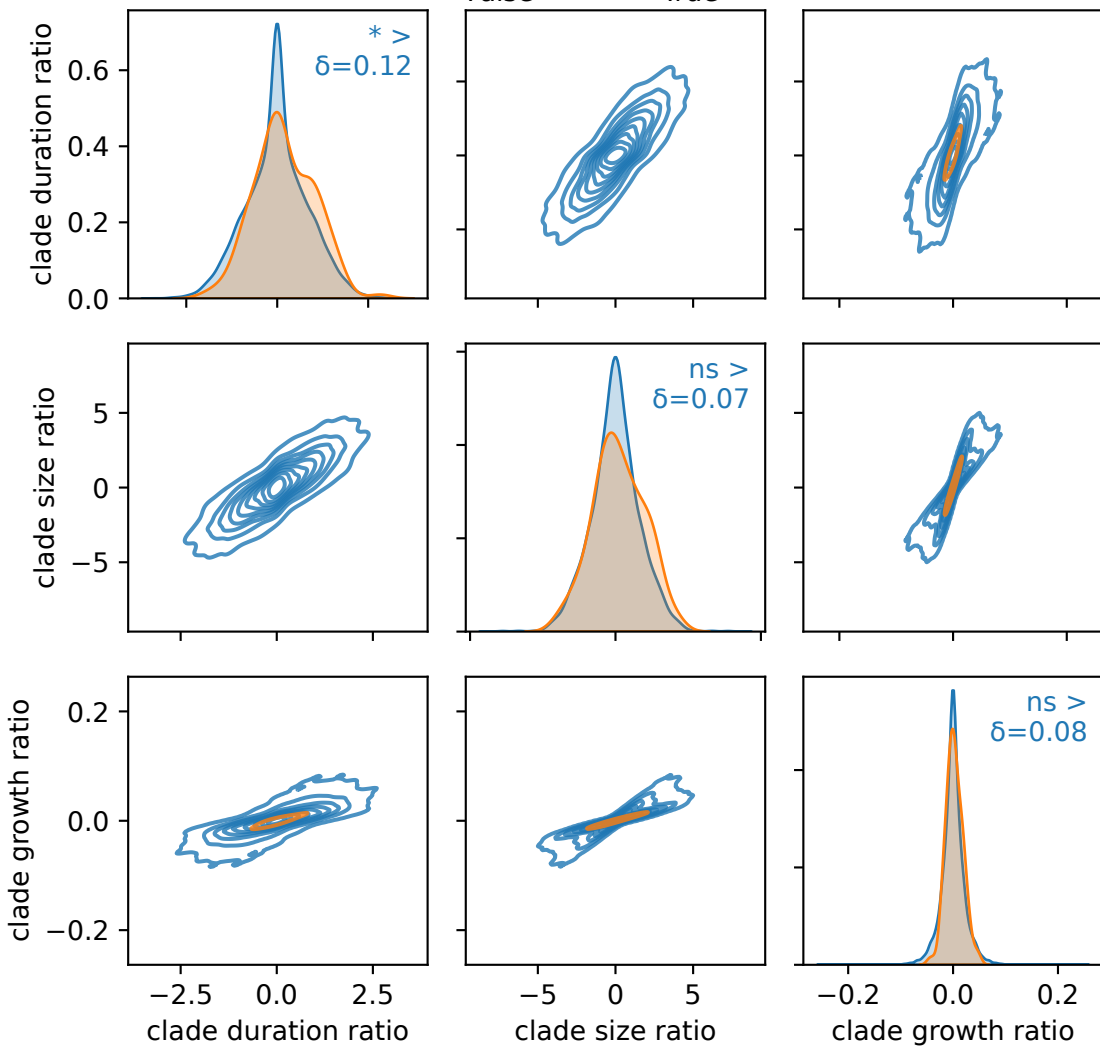 * >
δ=0.12
clade duration ratio
0.6
0.4
0.2
0.0
ns >
δ=0.07
clade size ratio
5
0
−5
ns >
δ=0.08
clade growth ratio
0.2
0.0
−0.2
−2.5 0.0 2.5
−5 0 5
−0.2 0.0 0.2
clade duration ratio
clade size ratio
clade growth ratio